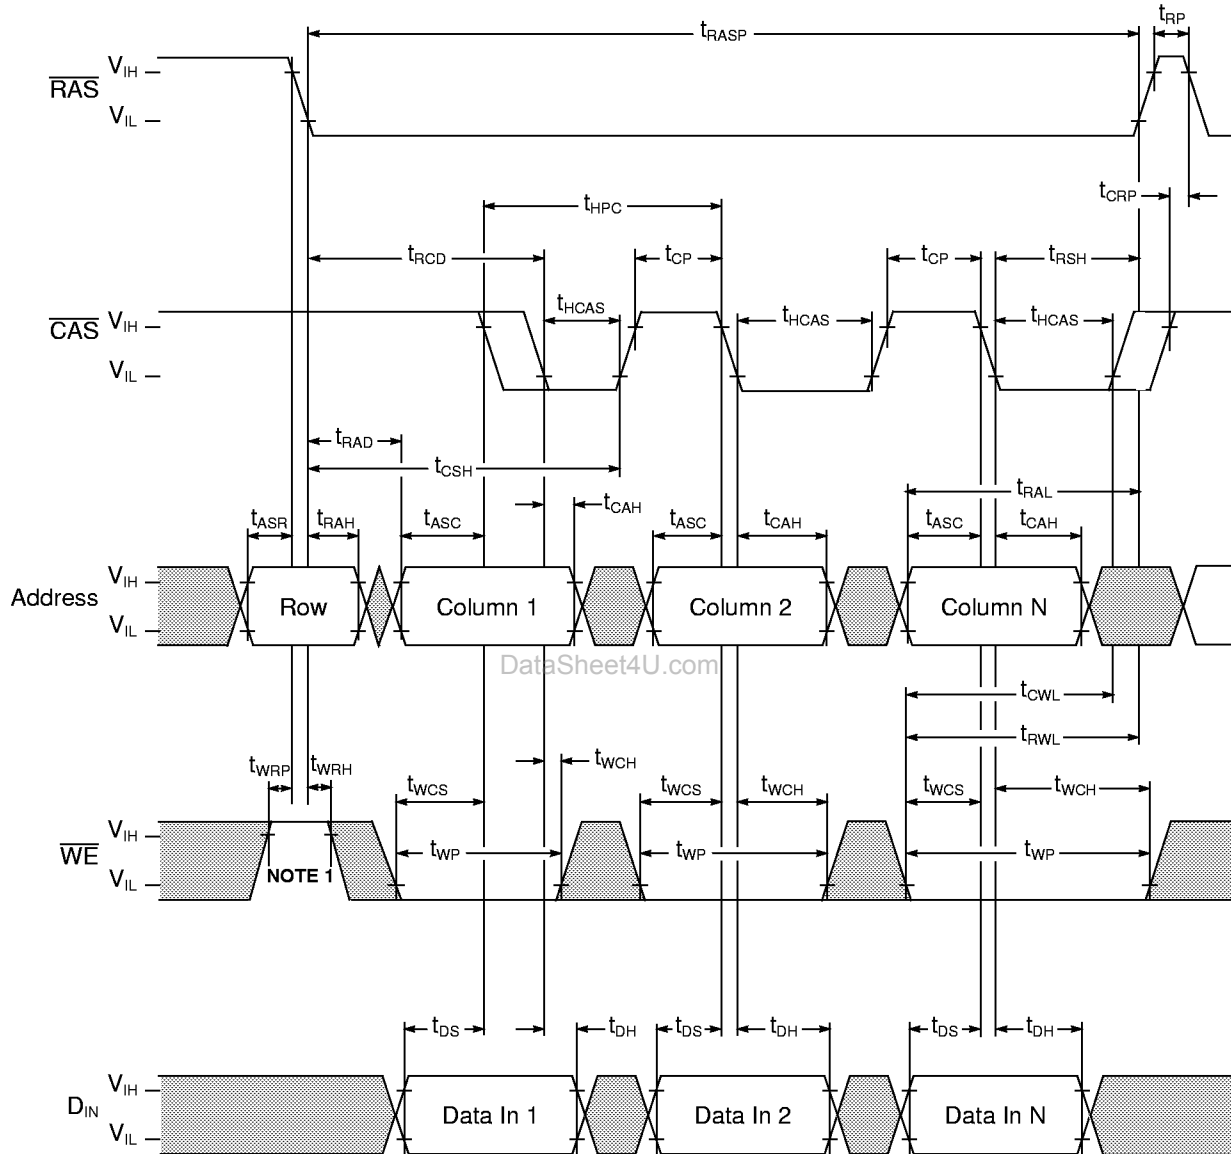 tRP
tRASP
VIH
RAS
VIL
tCRP
tHPC
tRCD tCP tCP tRSH
tHCAS tHCAS tHCAS
VIH
CAS
VIL
tRAD
tCSH
tRAL
tCAH
tASR tRAH tASC tASC tCAH tASC tCAH
VIH
Address Row Column 1 Column 2 Column N
VIL
DataSheet4U.com
tCWL
tRWL
tWCH
tWRP tWRH
tWCS tWCS tWCH tWCS tWCH
VIH
WE tWP tWP tWP
NOTE 1
VIL
tDS tDH tDS tDH tDS tDH
VIH
DIN Data In 1 Data In 2 Data In N
VIL